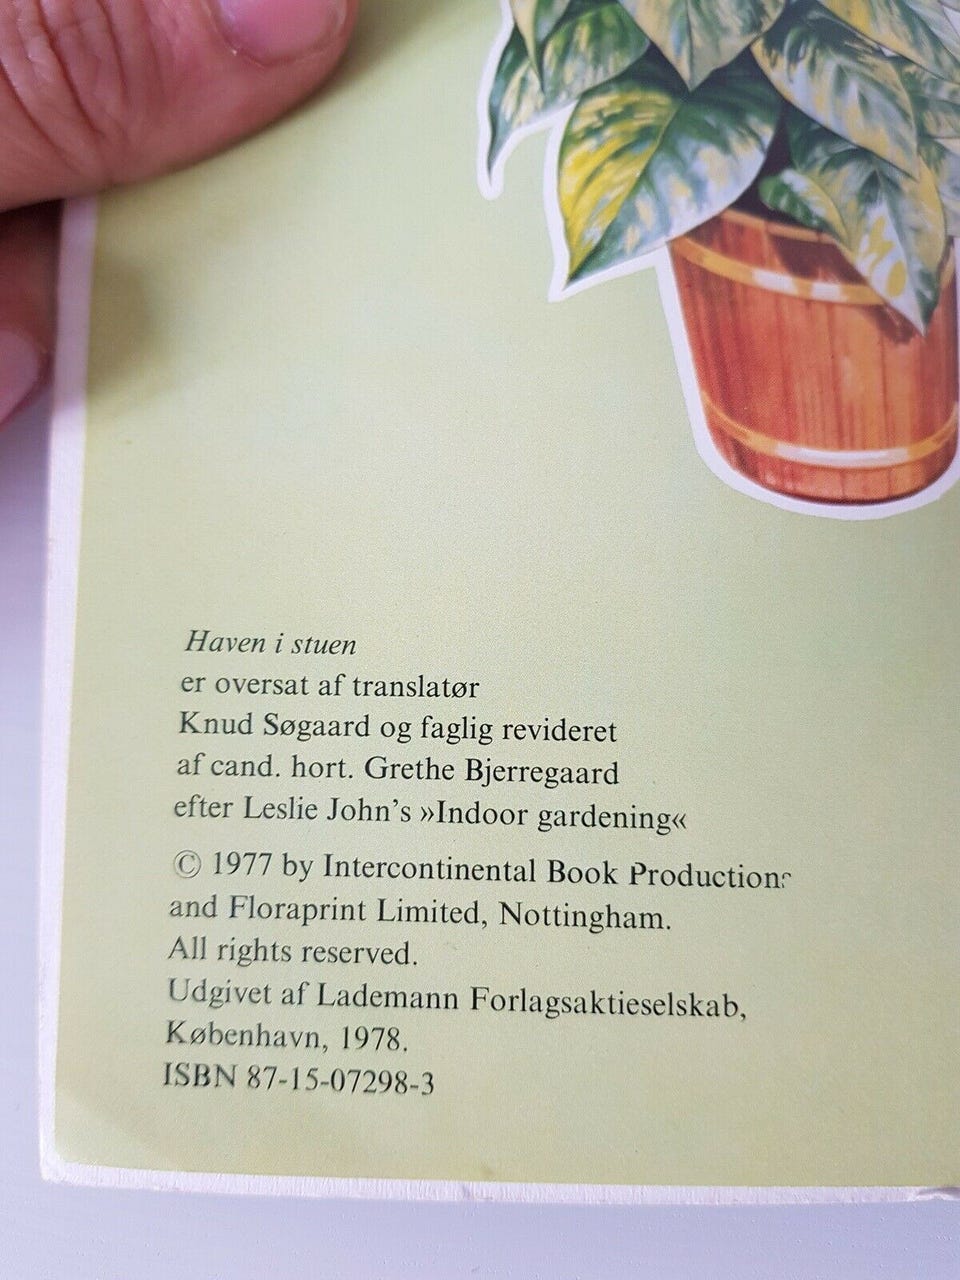 Haven i stuen
er oversat af translatør
Knud Søgaard og faglig revideret
af cand. hort. Grethe Bjerregaard
efter Leslie John's »Indoor gardening«
© 1977 by Intercontinental Book Productions
and Floraprint Limited, Nottingham.
All rights reserved.
Udgivet af Lademann Forlagsaktieselskab,
København, 1978.
ISBN 87-15-07298-3